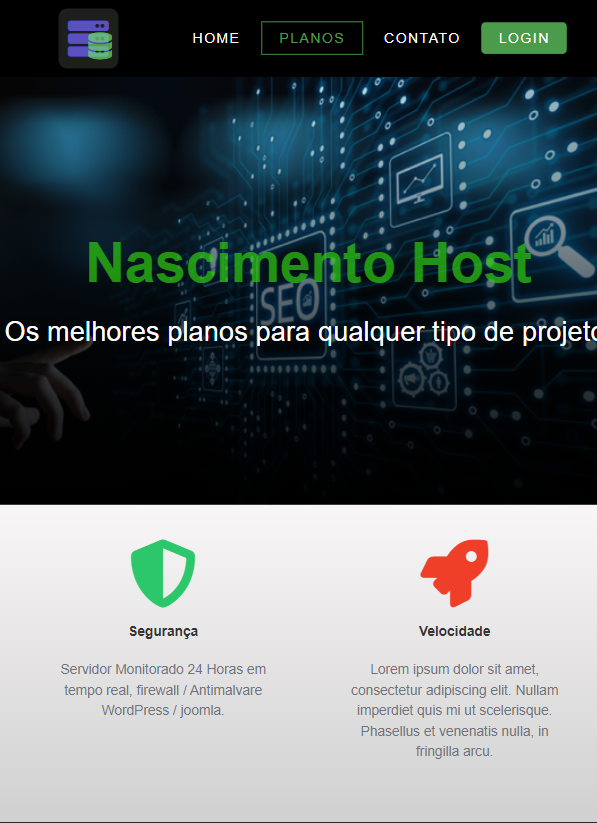 HOME PLANOS CONTATO LOGIN
Nascimento Host
SEO
Os melhores planos para qualquer tipo de projeto
Segurança
Servidor Monitorado 24 Horas em
tempo real, firewall / Antimalvare
WordPress / joomla.
Velocidade
Lorem ipsum dolor sit amet,
consectetur adipiscing elit. Nullam
imperdiet quis mi ut scelerisque.
Phasellus et venenatis nulla, in
fringilla arcu.